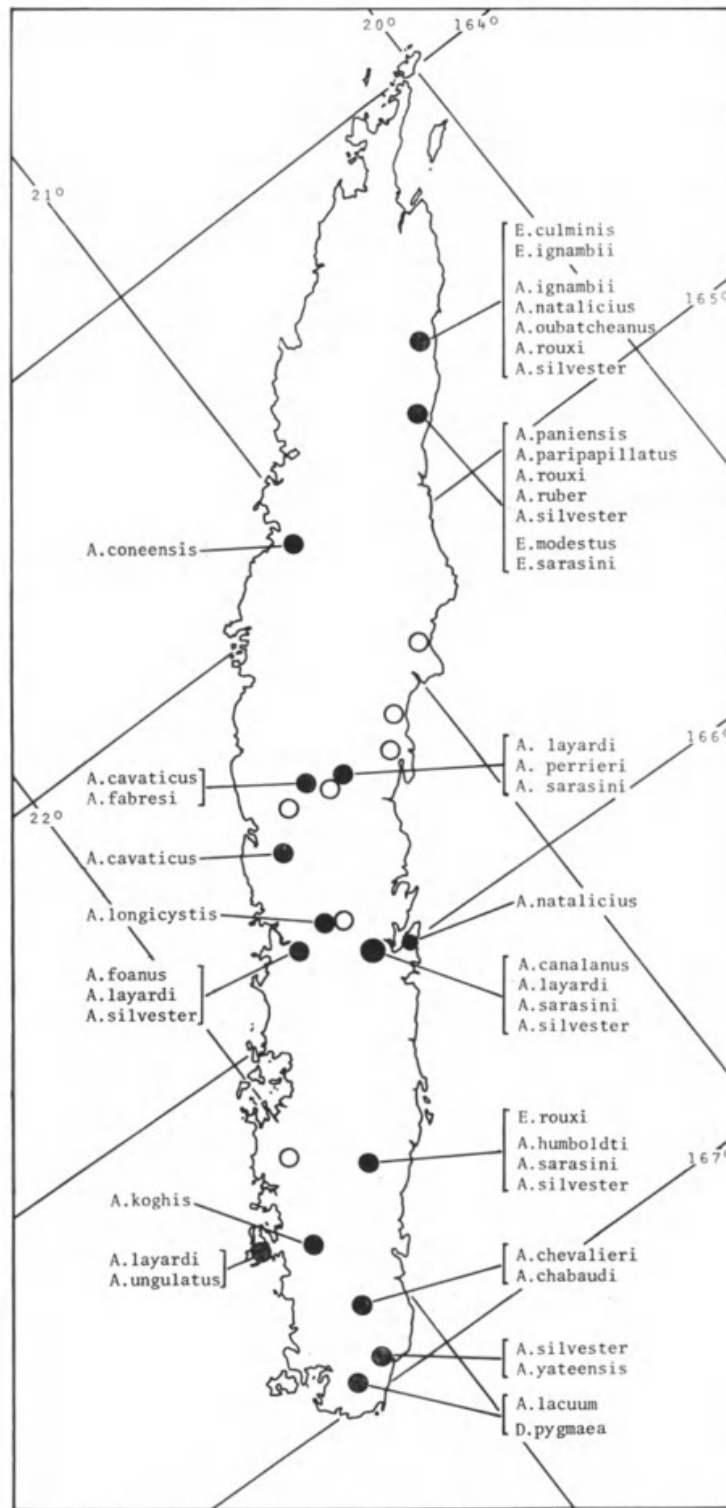 20° 164°
21°
E.culminis
E.ignambii
A.ignambii
A.natalicius
A.oubatcheanus
A.rouxi
A.silvester
165°
A.paniensis
A.paripapillatus
A.rouxi
A.ruber
A.silvester
E.modestus
E.sarasini
A.coneensis
166°
A. layardi
A. perrieri
A. sarasini
A.cavaticus
A.fabresi
22°
A.cavaticus
A.natalicius
A.longicystis
A.canalanus
A.layardi
A.sarasini
A.silvester
A.foanus
A.layardi
A.silvester
E.rouxi
A.humboldti
A.sarasini
A.silvester
167°
A.koghis
A.layardi
A.ungulatus
A.chevalieri
A.chabaudi
A.silvester
A.yateensis
A.lacuum
D.pygmaea